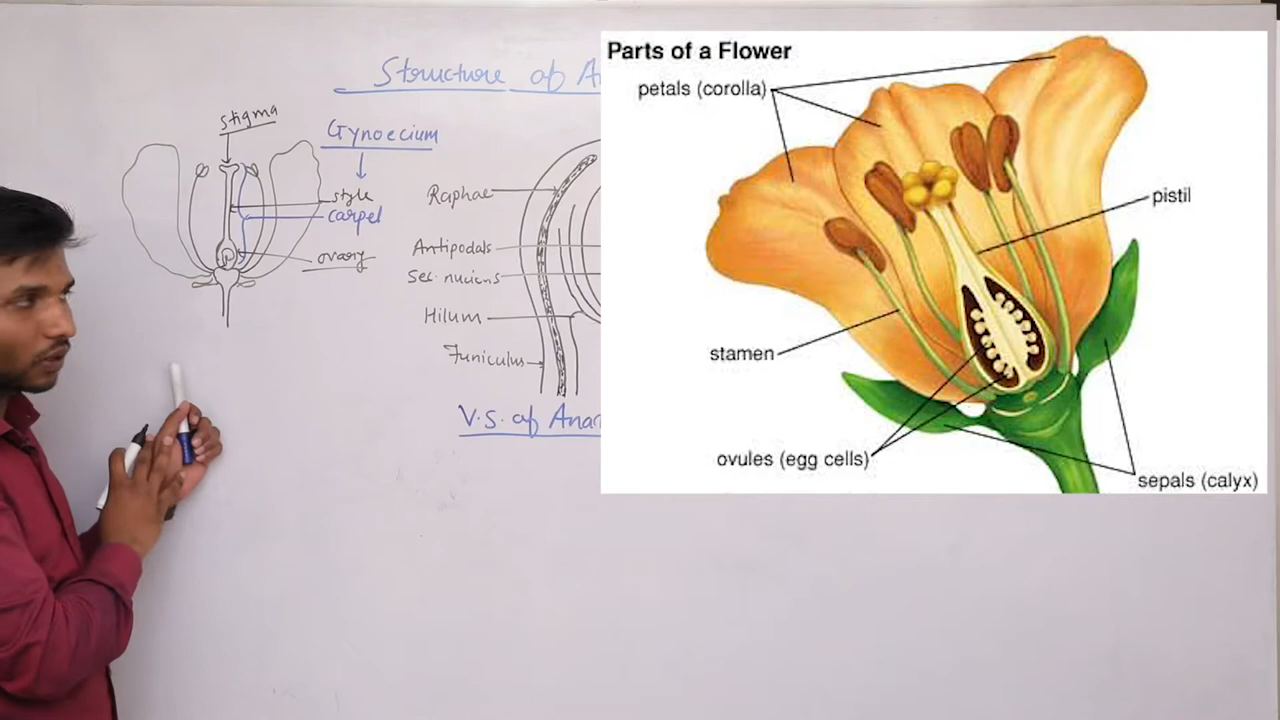 Structure of A
stigma
Gynoecium
style
carpel
ovary
Raphae
Antipodals
Sec. nucleus
Hilum
Funiculus
V.S. of Ana
Parts of a Flower
petals (corolla)
pistil
stamen
ovules (egg cells)
sepals (calyx)